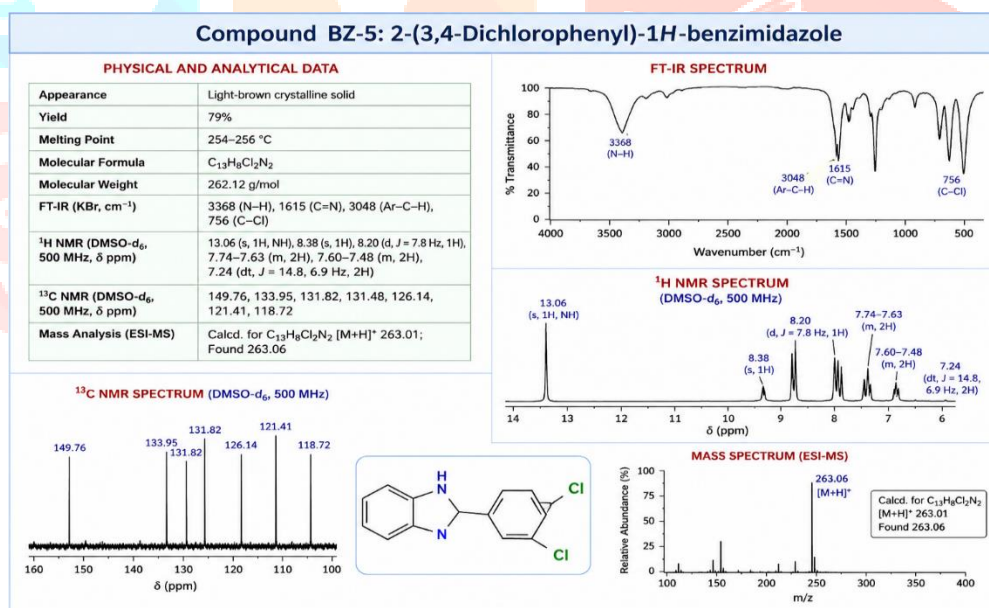 Compound BZ-5: 2-(3,4-Dichlorophenyl)-1H-benzimidazole
PHYSICAL AND ANALYTICAL DATA
Appearance Light-brown crystalline solid
Yield 79%
Melting Point 254–256 °C
Molecular Formula C₁₃H₈Cl₂N₂
Molecular Weight 262.12 g/mol
FT-IR (KBr, cm⁻¹) 3368 (N–H), 1615 (C=N), 3048 (Ar–C–H),
756 (C–Cl)
¹H NMR (DMSO-d₆, 13.06 (s, 1H, NH), 8.38 (s, 1H), 8.20 (d, J = 7.8 Hz, 1H),
500 MHz, δ ppm) 7.74–7.63 (m, 2H), 7.60–7.48 (m, 2H),
7.24 (dt, J = 14.8, 6.9 Hz, 2H)
¹³C NMR (DMSO-d₆, 149.76, 133.95, 131.82, 131.48, 126.14,
500 MHz, δ ppm) 121.41, 118.72
Mass Analysis (ESI-MS) Calcd. for C₁₃H₈Cl₂N₂ [M+H]⁺ 263.01;
Found 263.06
FT-IR SPECTRUM
% Transmittance
100
80
60
40
20
0
3368
(N–H)
3048
(Ar–C–H)
1615
(C=N)
756
(C–Cl)
4000 3500 3000 2500 2000 1500 1000 500
Wavenumber (cm⁻¹)
¹H NMR SPECTRUM
(DMSO-d₆, 500 MHz)
13.06
(s, 1H, NH)
8.38
(s, 1H)
8.20
(d, J = 7.8 Hz, 1H)
7.74–7.63
(m, 2H)
7.60–7.48
(m, 2H)
7.24
(dt, J = 14.8,
6.9 Hz, 2H)
14 13 12 11 10 9 8 7 6
δ (ppm)
¹³C NMR SPECTRUM (DMSO-d₆, 500 MHz)
149.76
133.95
131.82
131.82
126.14
121.41
118.72
160 150 140 130 120 110 100
δ (ppm)
H
N
N
Cl
Cl
MASS SPECTRUM (ESI-MS)
Relative Abundance (%)
100
75
50
25
0
263.06
[M+H]⁺
Calcd. for C₁₃H₈Cl₂N₂
[M+H]⁺ 263.01
Found 263.06
100 150 200 250 300 350 400
m/z